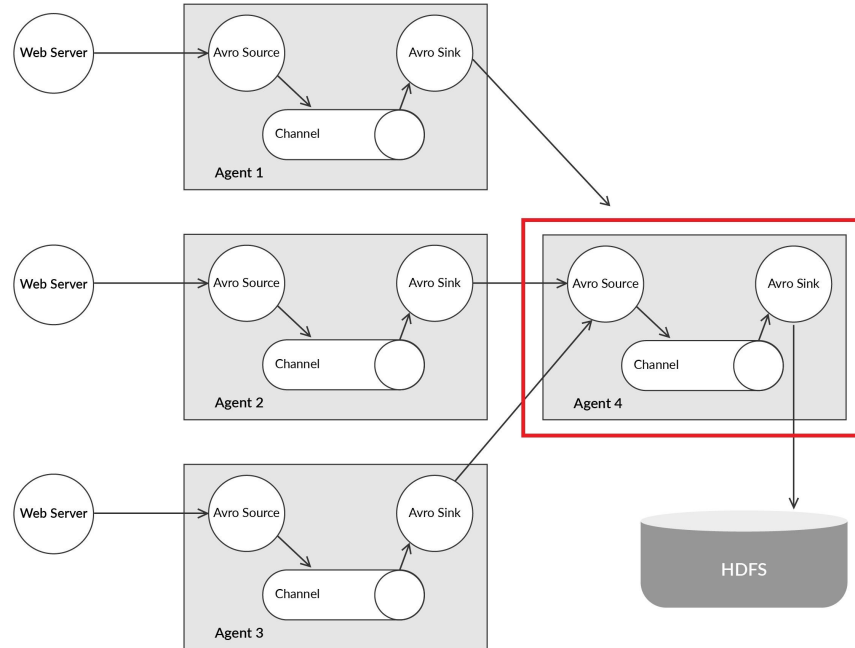 Web Server
Avro Source
Avro Sink
Channel
Agent 1
Web Server
Avro Source
Avro Sink
Channel
Agent 2
Avro Source
Avro Sink
Channel
Agent 4
Web Server
Avro Source
Avro Sink
Channel
Agent 3
HDFS